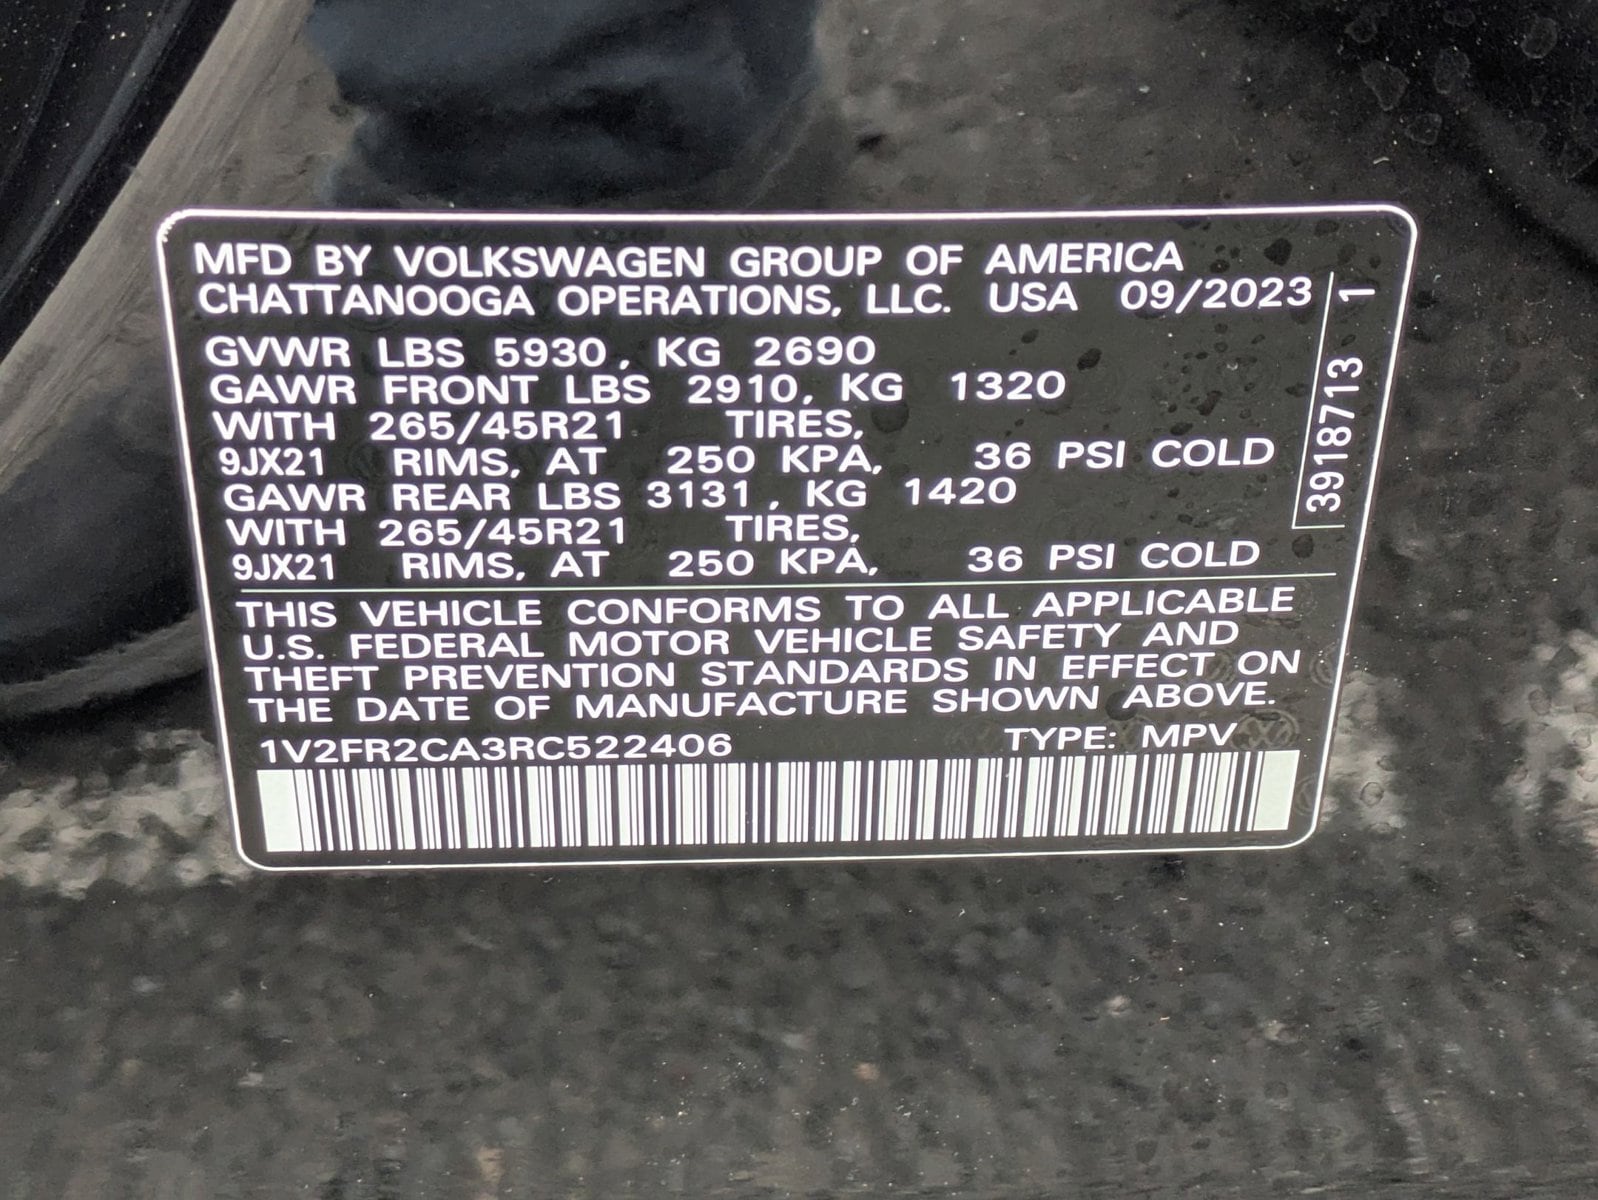 MFD BY VOLKSWAGEN GROUP OF AMERICA
CHATTANOOGA OPERATIONS, LLC. USA 09/2023
GVWR LBS 5930, KG 2690
GAWR FRONT LBS 2910, KG 1320
WITH 265/45R21 TIRES,
9JX21 RIMS, AT 250 KPA, 36 PSI COLD
GAWR REAR LBS 3131, KG 1420
WITH 265/45R21 TIRES,
9JX21 RIMS, AT 250 KPA, 36 PSI COLD
THIS VEHICLE CONFORMS TO ALL APPLICABLE
U.S. FEDERAL MOTOR VEHICLE SAFETY AND
THEFT PREVENTION STANDARDS IN EFFECT ON
THE DATE OF MANUFACTURE SHOWN ABOVE.
1V2FR2CA3RC522406 TYPE: MPV
3918713 1